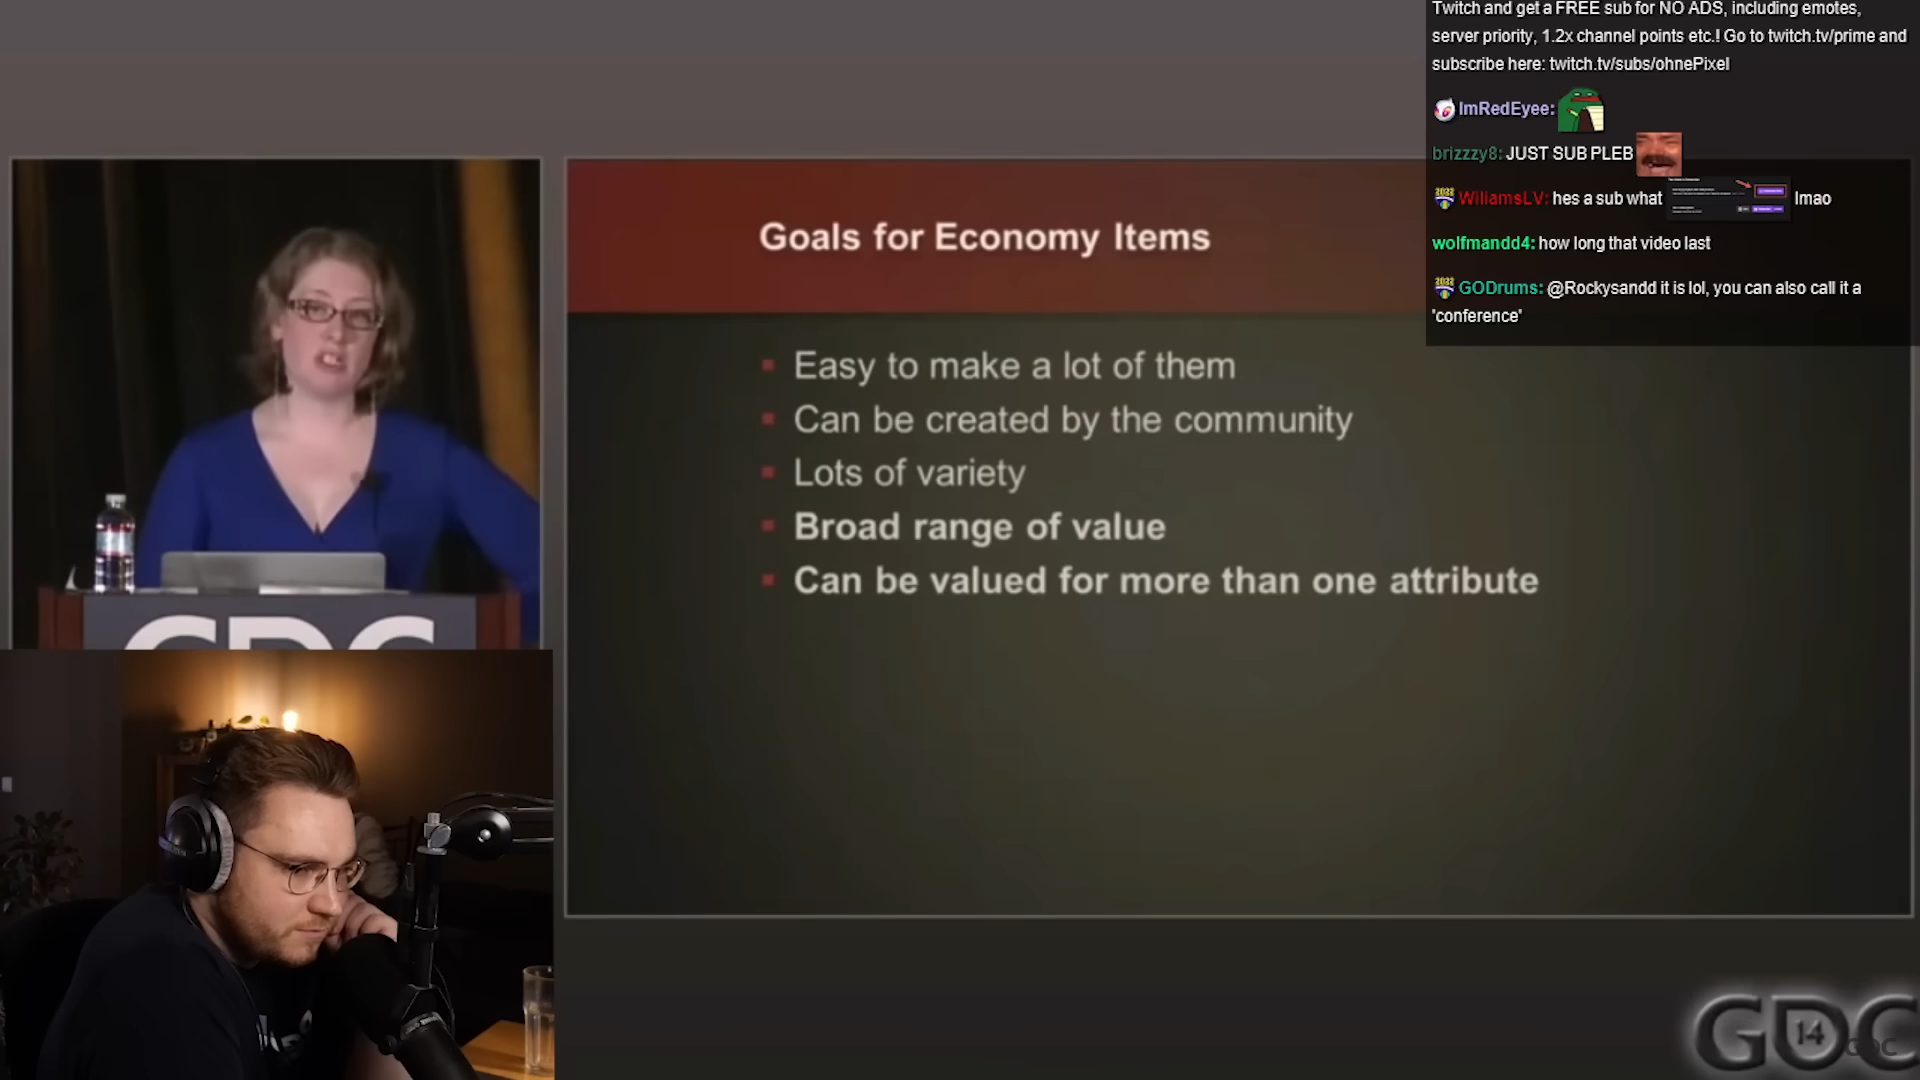 Twitch and get a FREE sub for NO ADS, including emotes,
server priority, 1.2x channel points etc.! Go to twitch.tv/prime and
subscribe here: twitch.tv/subs/ohnePixel
ImRedEyee:
brizzzy8: JUST SUB PLEB
WiliamsLV: hes a sub what lmao
wolfmandd4: how long that video last
GODrums: @Rockysandd it is lol, you can also call it a
'conference'
Goals for Economy Items
Easy to make a lot of them
Can be created by the community
Lots of variety
Broad range of value
Can be valued for more than one attribute
GDC
GDC
14
GDC